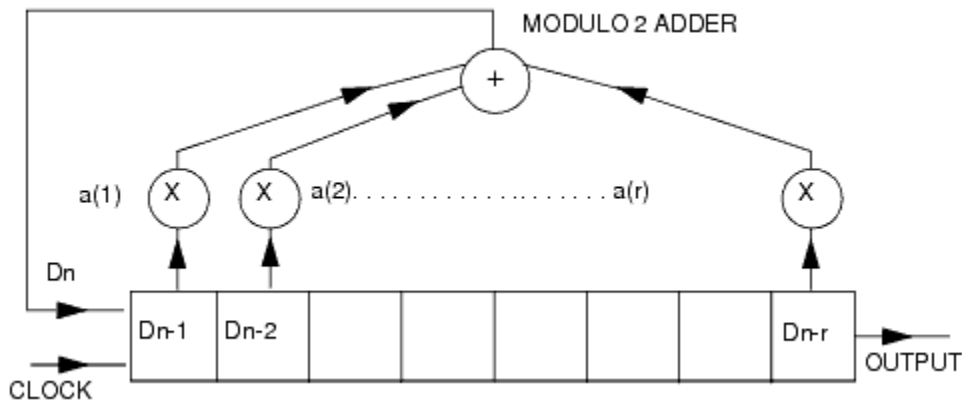 MODULO 2 ADDER
+
X X X
a(1) a(2)....................... a(r)
Dn
Dn-1 Dn-2 Dn-r
OUTPUT
CLOCK